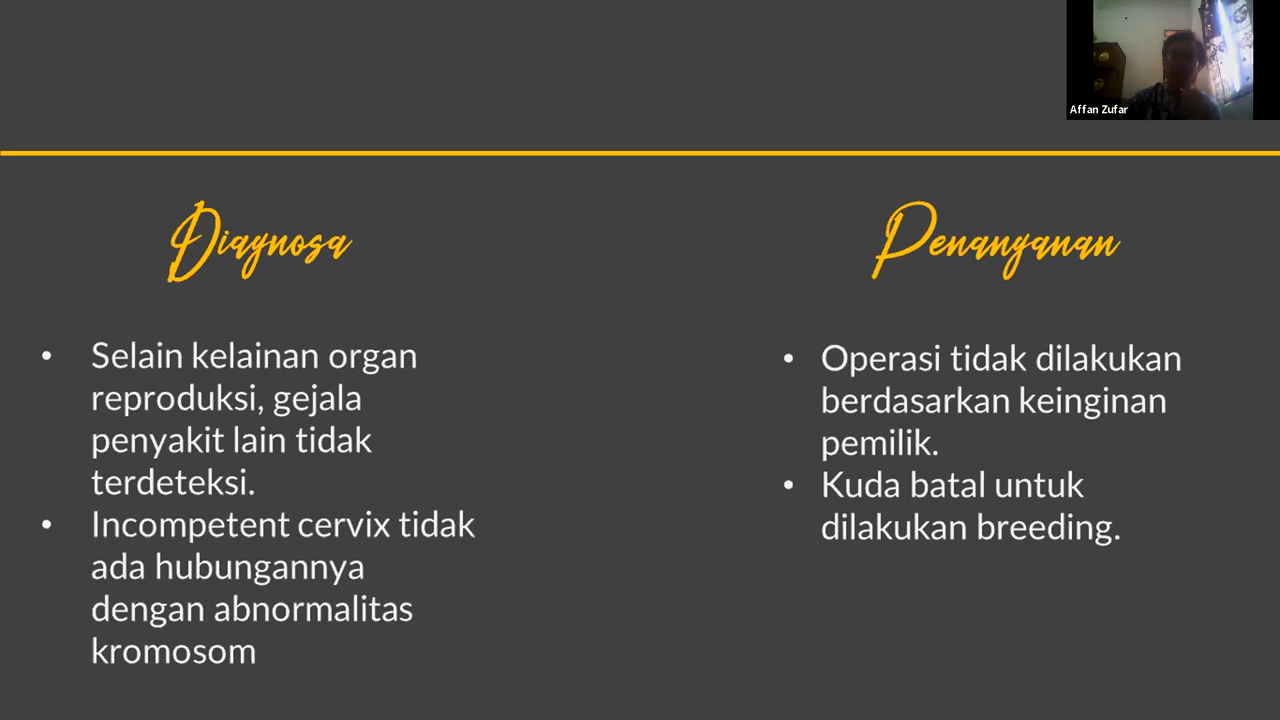 Affan Zufar
Diagnosa
Selain kelainan organ
reproduksi, gejala
penyakit lain tidak
terdeteksi.
Incompetent cervix tidak
ada hubungannya
dengan abnormalitas
kromosom
Penanganan
Operasi tidak dilakukan
berdasarkan keinginan
pemilik.
Kuda batal untuk
dilakukan breeding.